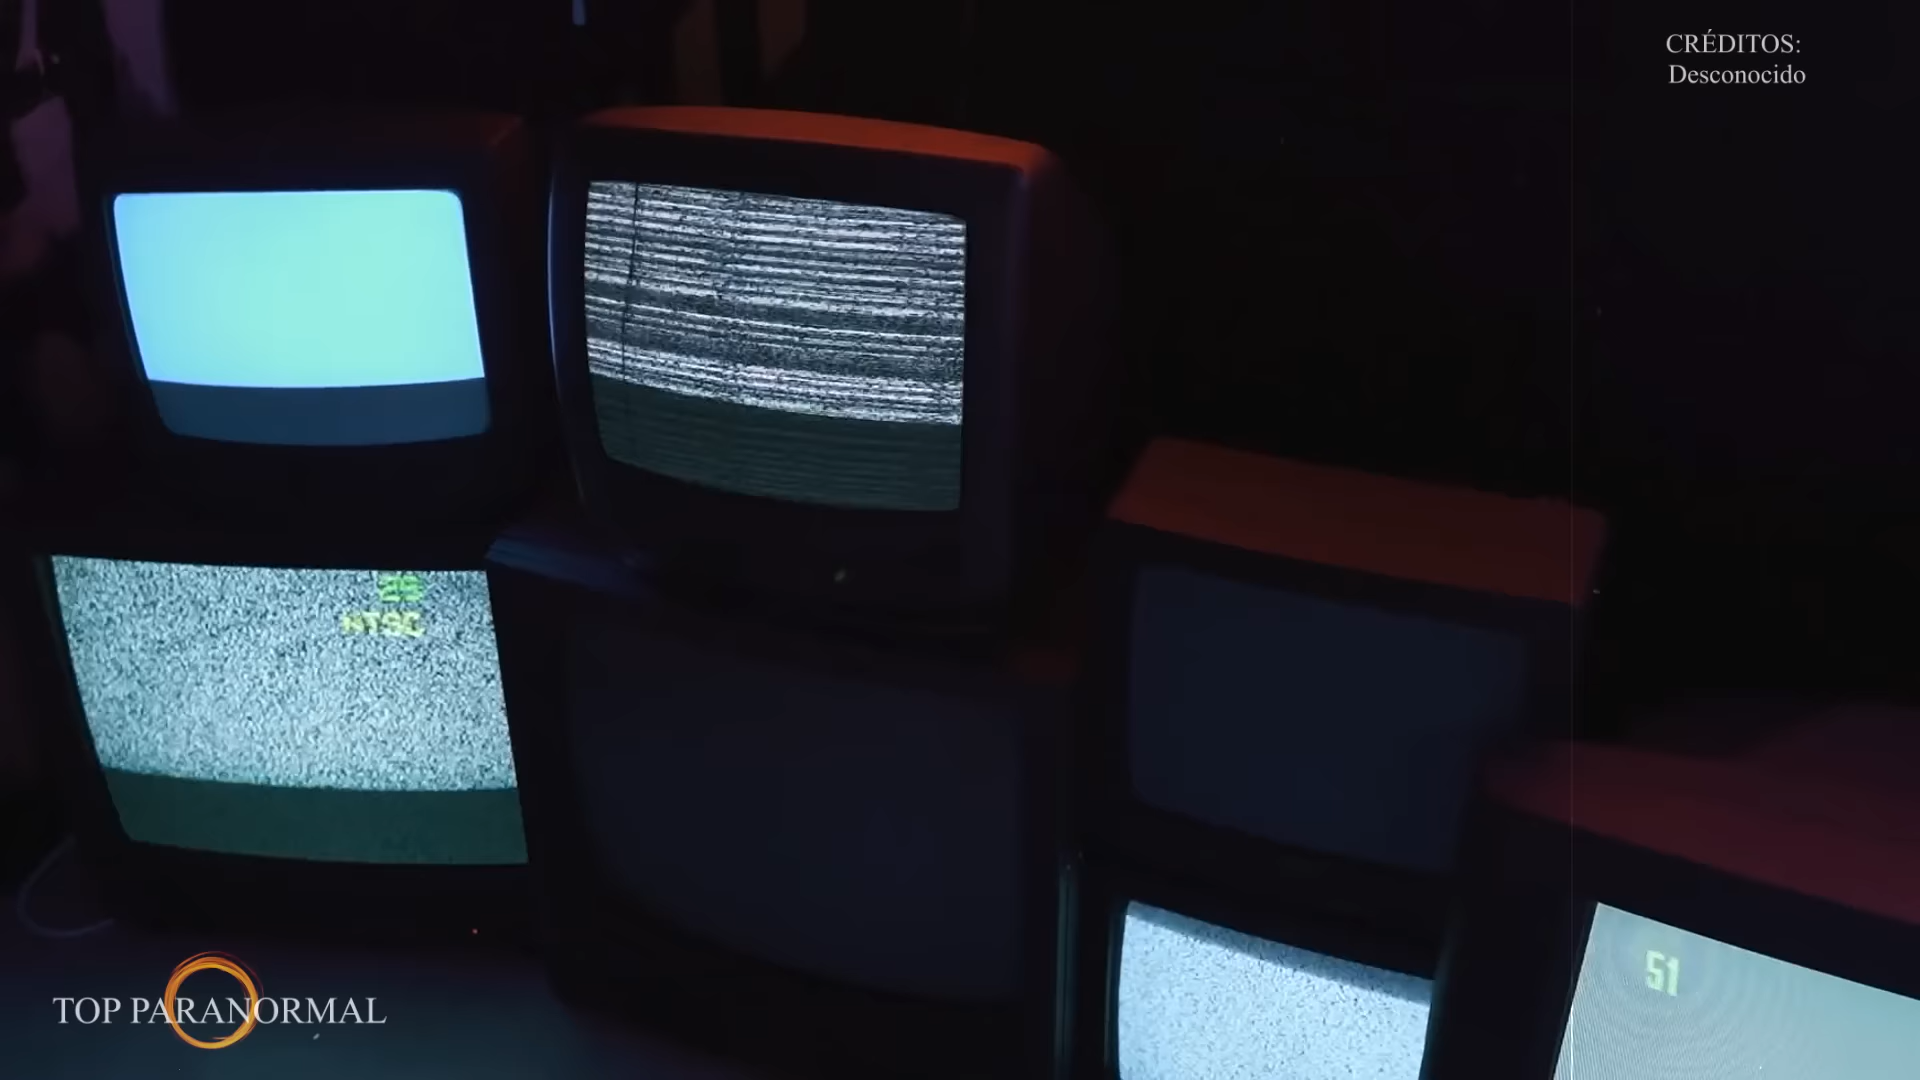 CRÉDITOS:
Desconocido
NTSC
51
TOP PARANORMAL